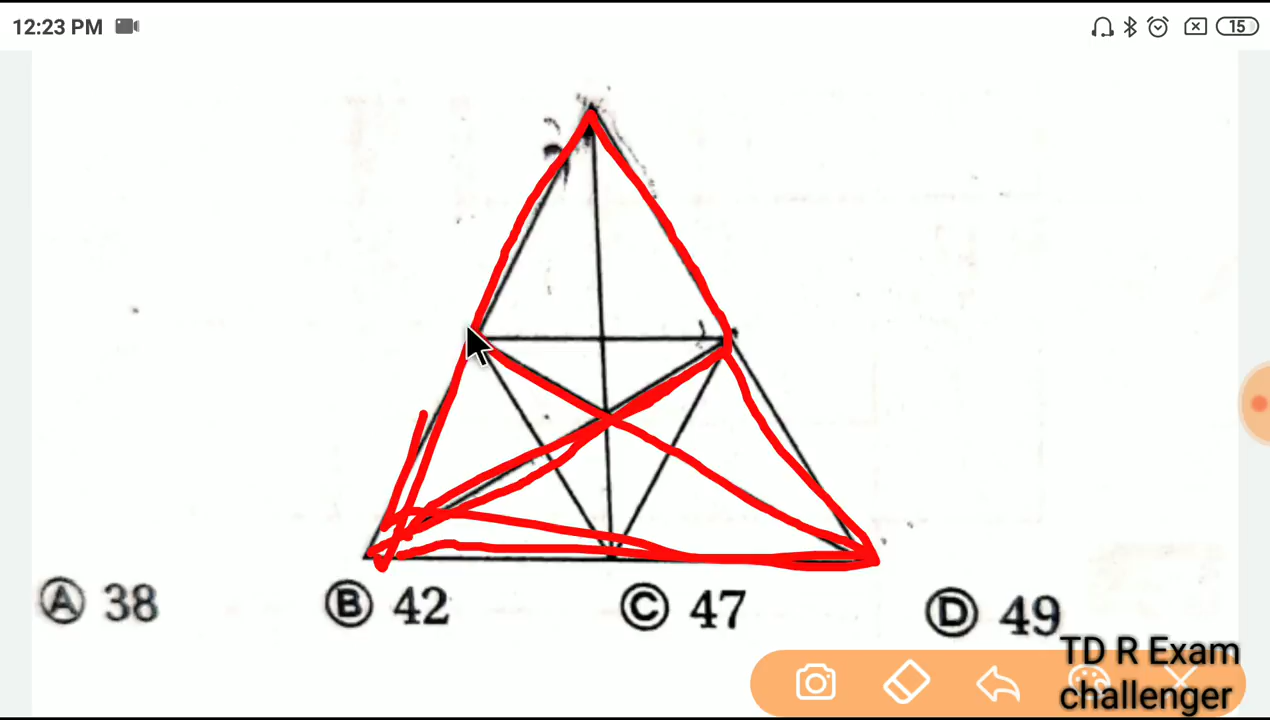 12:23 PM
15
Ⓐ 38 Ⓑ 42 Ⓒ 47 Ⓓ 49
TD R Exam
challenger